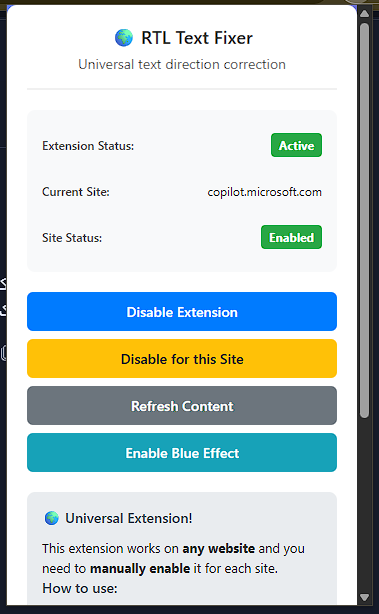 RTL Text Fixer
Universal text direction correction
Extension Status: Active
Current Site: copilot.microsoft.com
Site Status: Enabled
Disable Extension
Disable for this Site
Refresh Content
Enable Blue Effect
Universal Extension!
This extension works on any website and you
need to manually enable it for each site.
How to use: